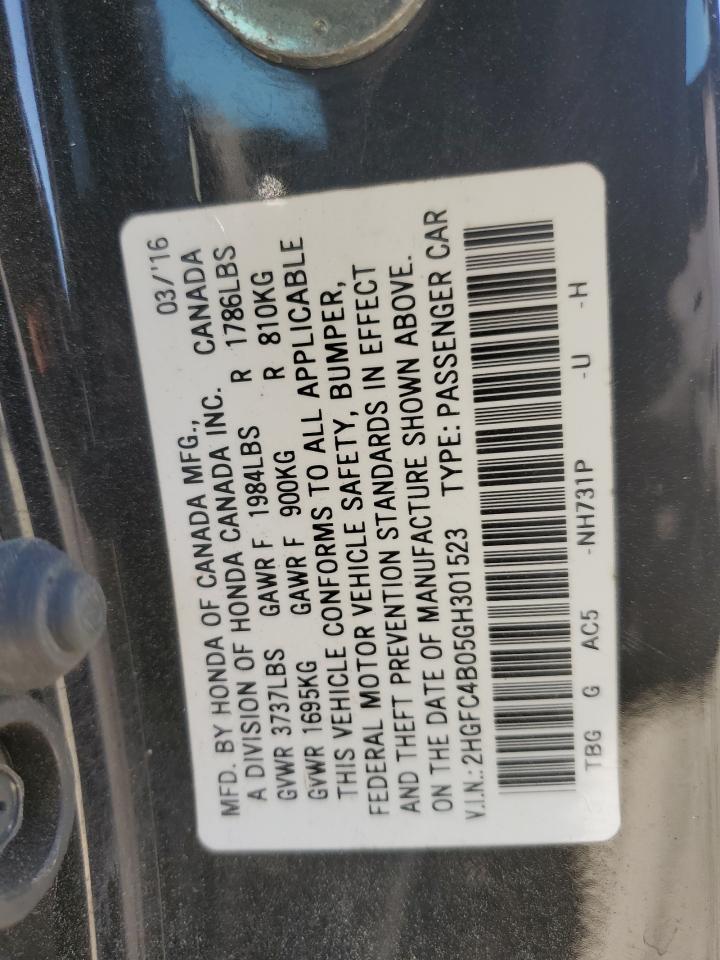 MFD. BY HONDA OF CANADA MFG., 03/'16
A DIVISION OF HONDA CANADA INC. CANADA
GVWR 3737LBS GAWR F 1984LBS R 1786LBS
GVWR 1695KG GAWR F 900KG R 810KG
THIS VEHICLE CONFORMS TO ALL APPLICABLE
FEDERAL MOTOR VEHICLE SAFETY, BUMPER,
AND THEFT PREVENTION STANDARDS IN EFFECT
ON THE DATE OF MANUFACTURE SHOWN ABOVE.
V.I.N.: 2HGFC4B05GH301523 TYPE: PASSENGER CAR
TBG G AC5 -NH731P -U -H